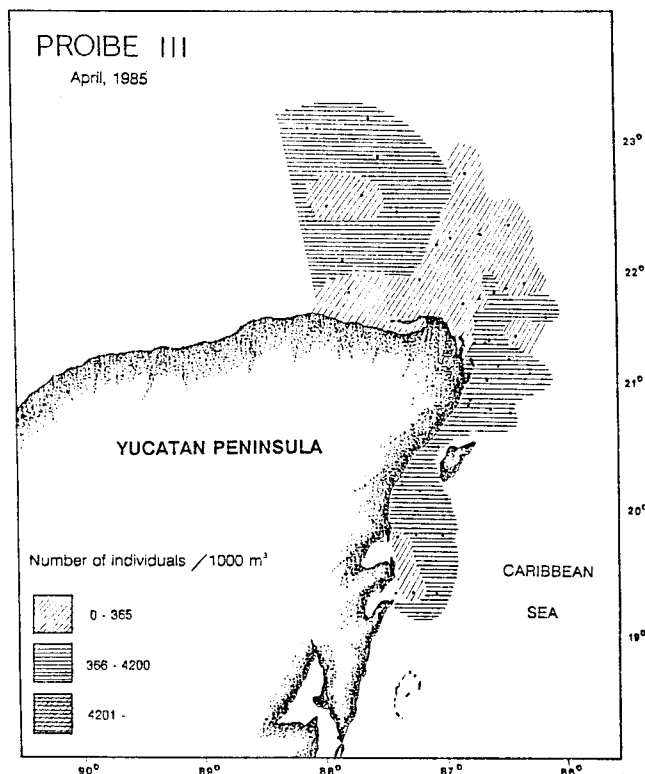 PROIBE III
April, 1985
23°
22°
21°
YUCATAN PENINSULA
20°
Number of individuals / 1000 m³
CARIBBEAN
SEA
0 - 365
19°
366 - 4200
4201 -
90° 89° 88° 87° 86°